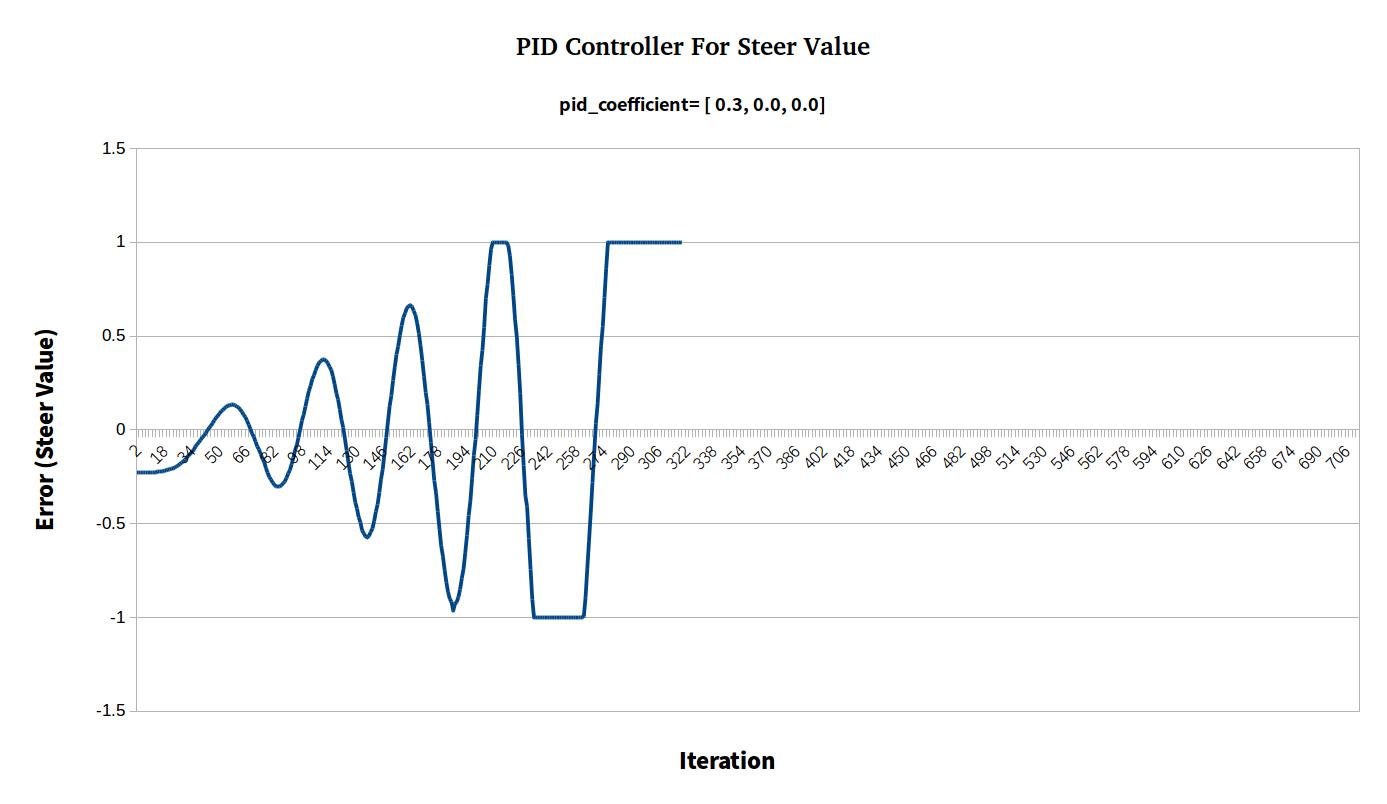 PID Controller For Steer Value
pid_coefficient= [ 0.3, 0.0, 0.0]
1.5
1
0.5
0
-0.5
-1
-1.5
Error (Steer Value)
2 18 34 50 66 82 98 114 130 146 162 178 194 210 226 242 258 274 290 306 322 338 354 370 386 402 418 434 450 466 482 498 514 530 546 562 578 594 610 626 642 658 674 690 706
Iteration